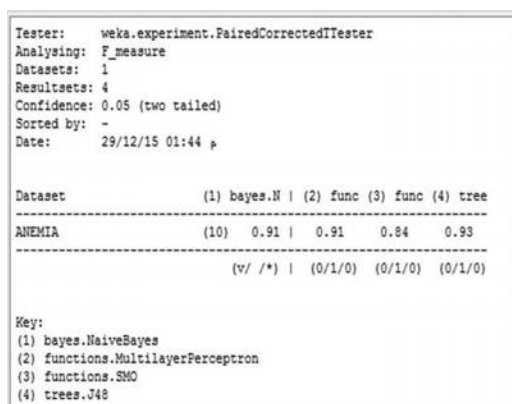 Tester: weka.experiment.PairedCorrectedTTester
Analysing: F_measure
Datasets: 1
Resultsets: 4
Confidence: 0.05 (two tailed)
Sorted by: -
Date: 29/12/15 01:44 م
Dataset (1) bayes.N | (2) func (3) func (4) tree
--------------------------------------------------------------
ANEMIA (10) 0.91 | 0.91 0.84 0.93
--------------------------------------------------------------
(v/ /*) | (0/1/0) (0/1/0) (0/1/0)
Key:
(1) bayes.NaiveBayes
(2) functions.MultilayerPerceptron
(3) functions.SMO
(4) trees.J48